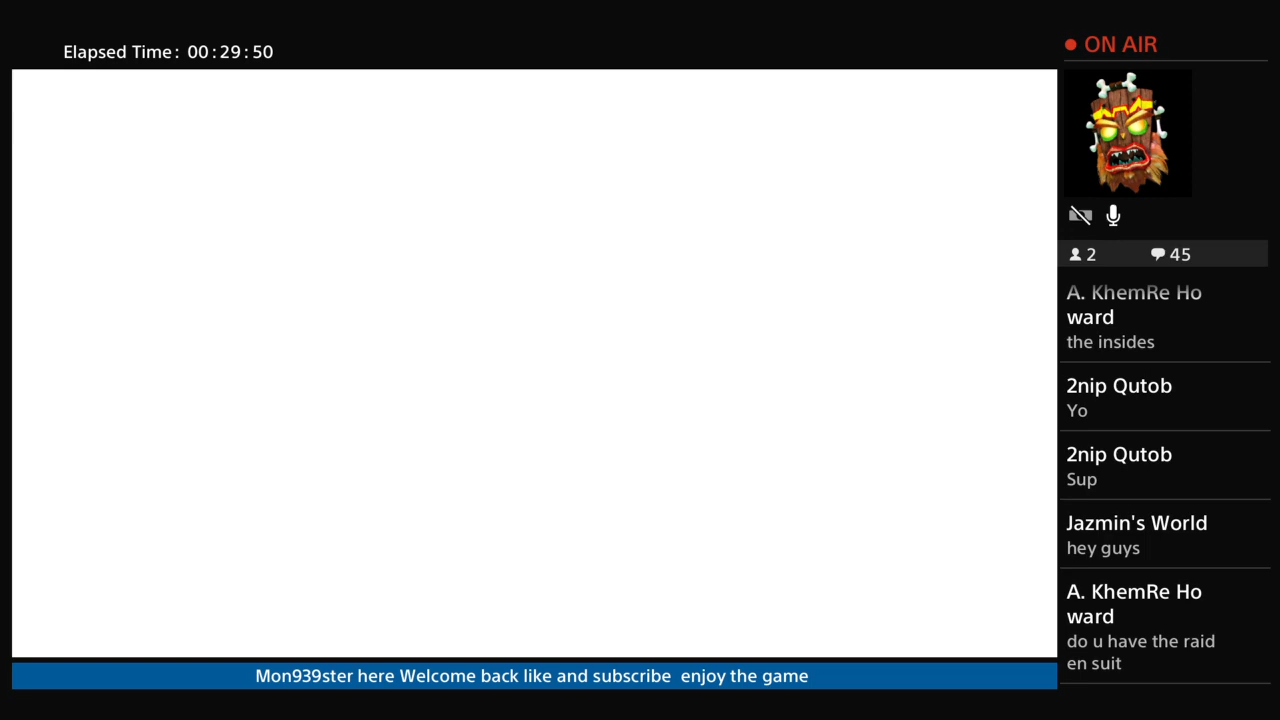 Elapsed Time: 00:29:50
ON AIR
2
45
A. KhemRe Ho
ward
the insides
2nip Qutob
Yo
2nip Qutob
Sup
Jazmin's World
hey guys
A. KhemRe Ho
ward
do u have the raid
en suit
Mon939ster here Welcome back like and subscribe  enjoy the game